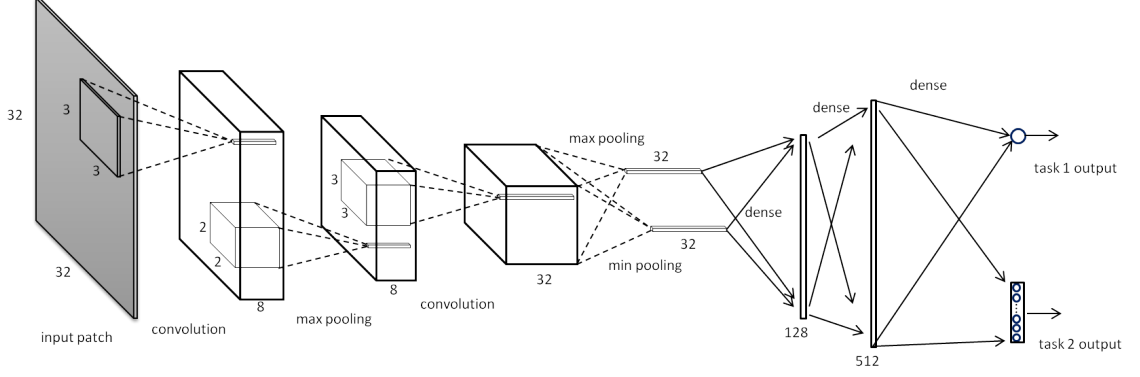 32
3
3
32
input patch
convolution
2
2
8
max pooling
3
3
8
convolution
32
max pooling
32
32
min pooling
dense
128
dense
512
dense
task 1 output
task 2 output